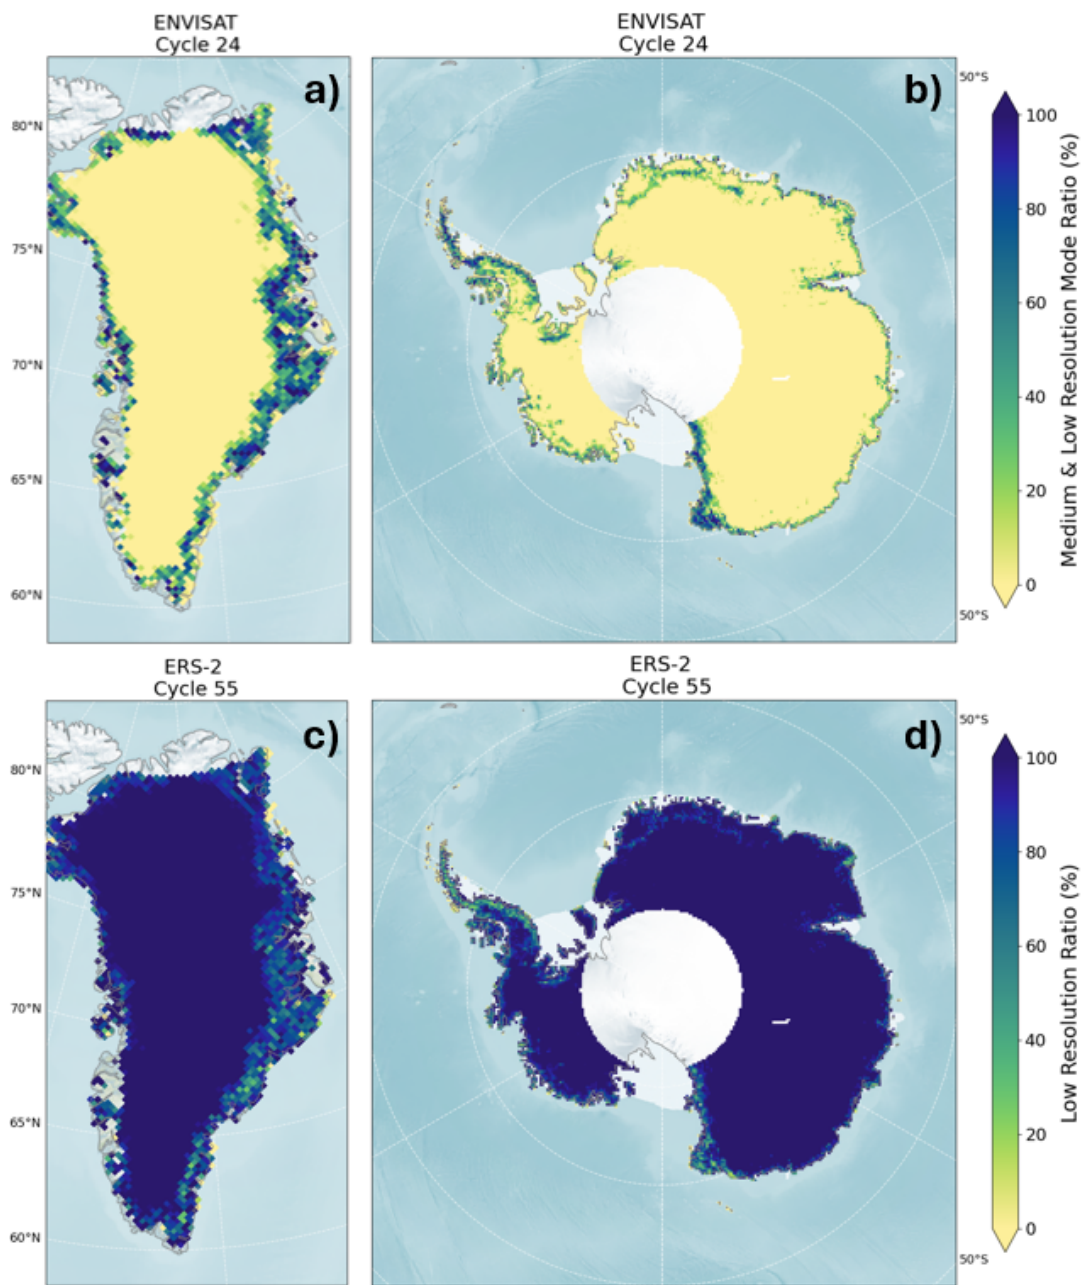 ENVISAT
Cycle 24
ENVISAT
Cycle 24
a)
b)
80°N
75°N
70°N
65°N
60°N
50°S
50°S
100
80
60
40
20
0
Medium & Low Resolution Mode Ratio (%)
ERS-2
Cycle 55
ERS-2
Cycle 55
c)
d)
80°N
75°N
70°N
65°N
60°N
50°S
50°S
100
80
60
40
20
0
Low Resolution Ratio (%)